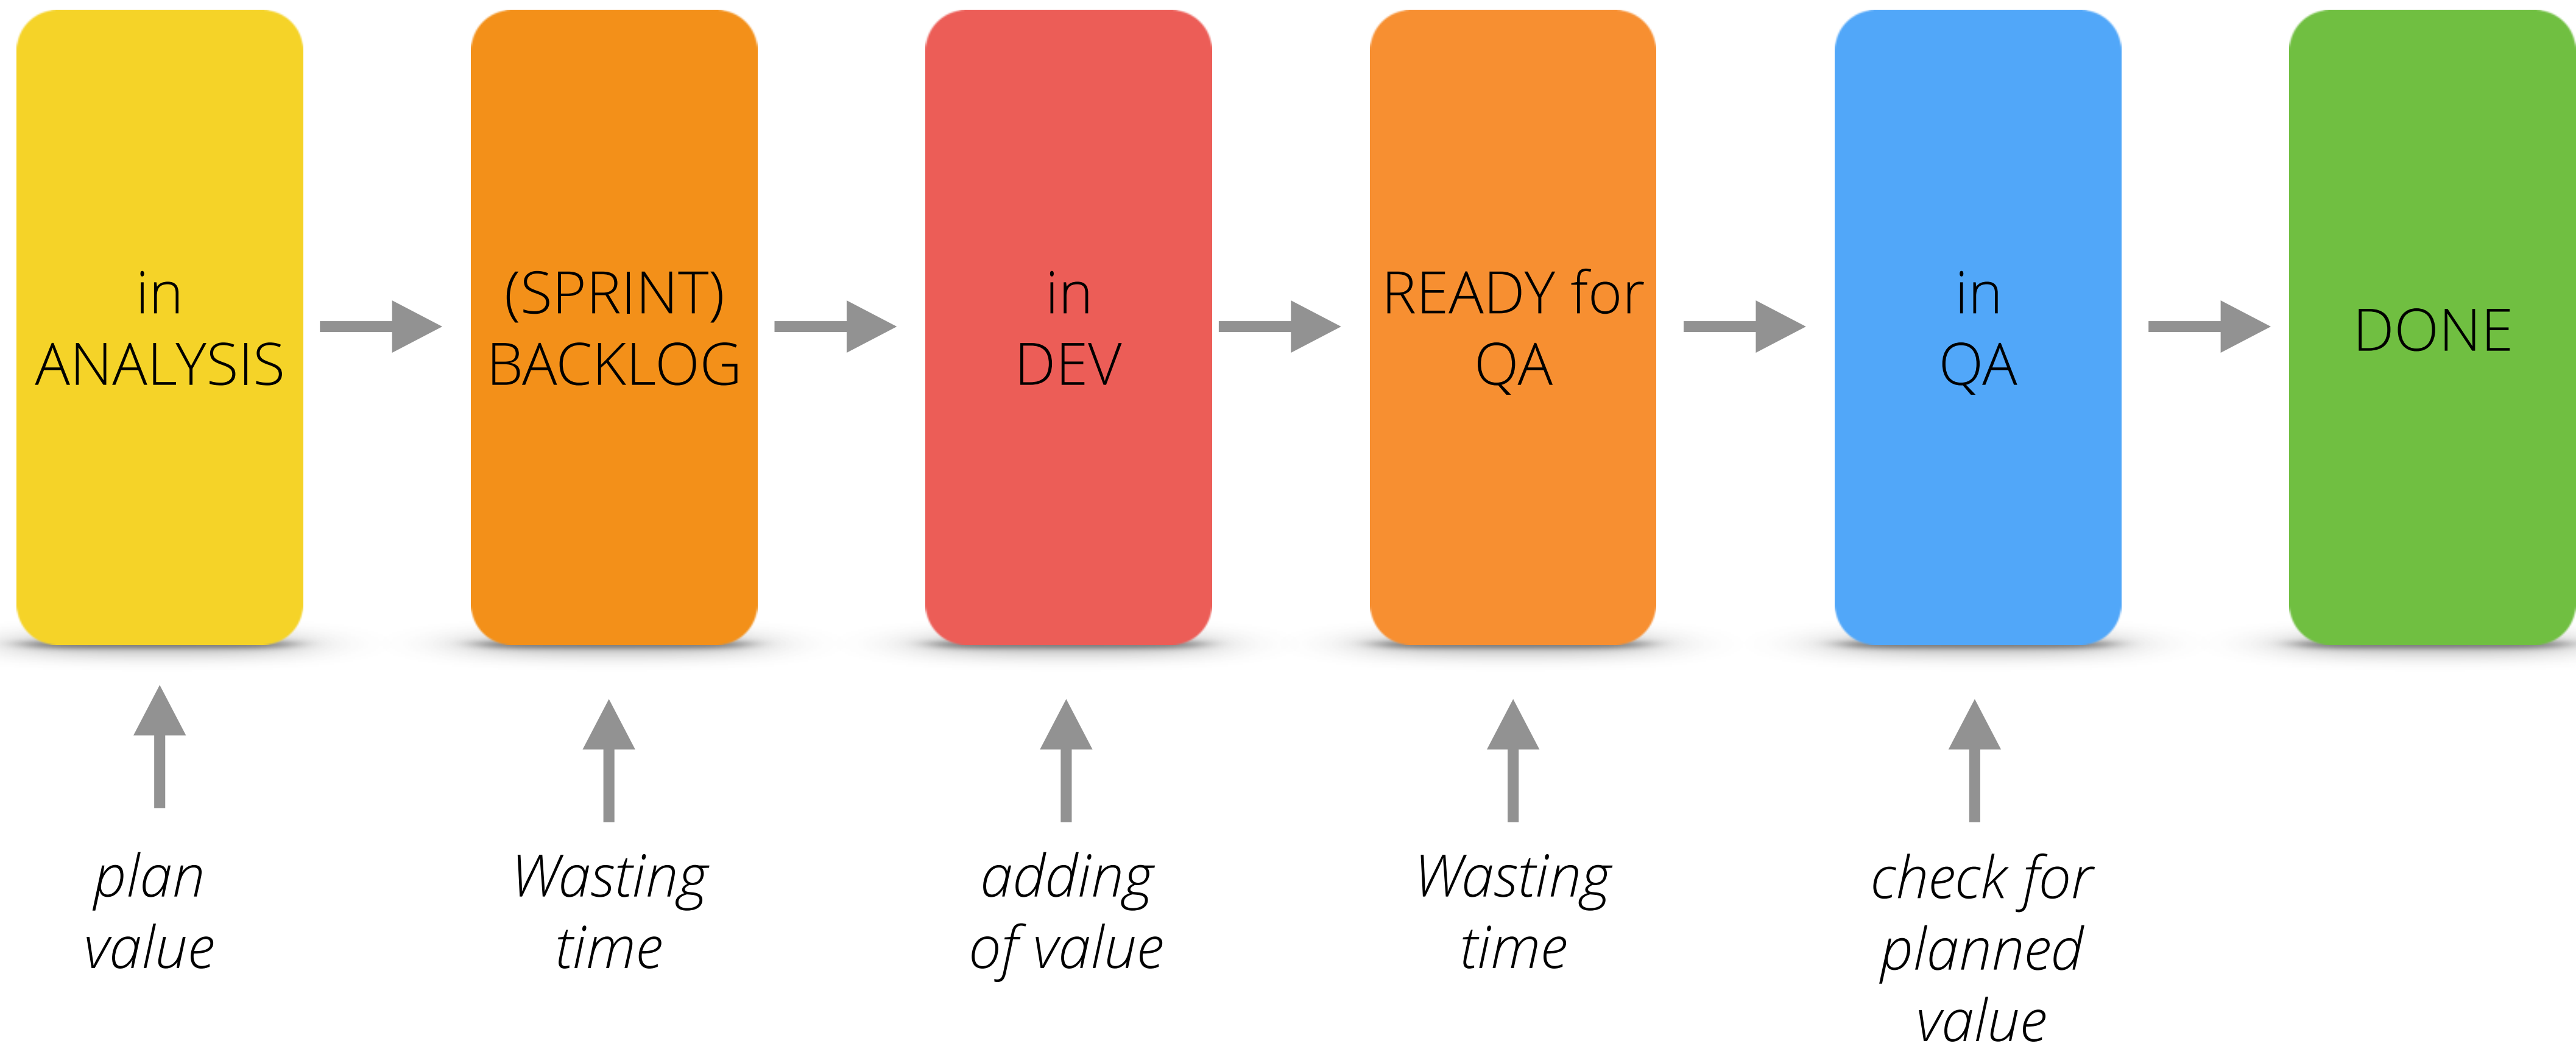 in
ANALYSIS
(SPRINT)
BACKLOG
in
DEV
READY for
QA
in
QA
DONE
plan
value
Wasting
time
adding
of value
Wasting
time
check for
planned
value